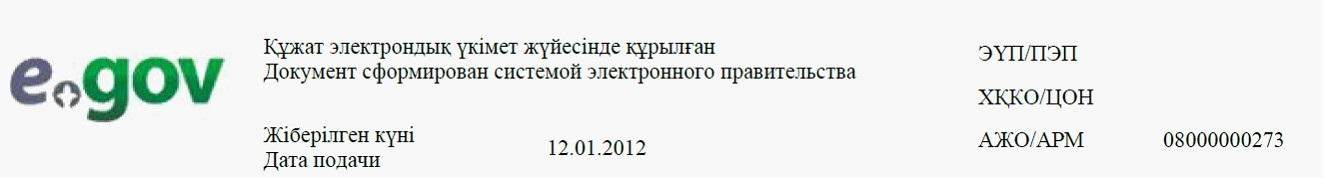 e.gov
Құжат электрондық үкімет жүйесінде құрылған
Документ сформирован системой электронного правительства
Жіберілген күні
Дата подачи
12.01.2012
ЭҮП/ПЭП
ХҚКО/ЦОН
АЖО/АРМ 08000000273